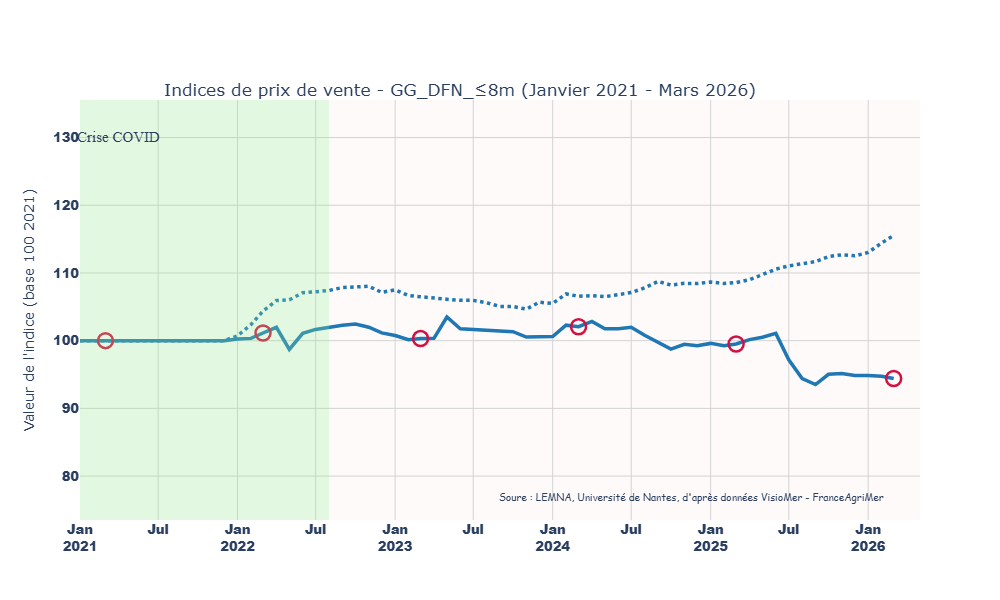 Indices de prix de vente - GG_DFN_≤8m (Janvier 2021 - Mars 2026)
Valeur de l'indice (base 100 2021)
130
Crise COVID
120
110
100
90
80
Soure : LEMNA, Université de Nantes, d'après données VisioMer - FranceAgriMer
Jan Jul Jan Jul Jan Jul Jan Jul Jan Jul Jan
2021 2022 2023 2024 2025 2026